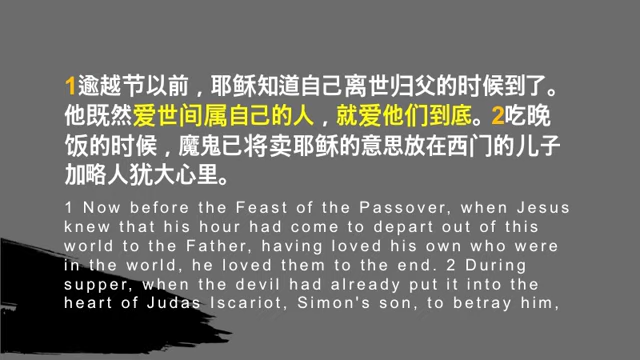 1逾越节以前，耶稣知道自己离世归父的时候到了。
他既然爱世间属自己的人，就爱他们到底。2吃晚
饭的时候，魔鬼已将卖耶稣的意思放在西门的儿子
加略人犹大心里。
1 Now before the Feast of the Passover, when Jesus
knew that his hour had come to depart out of this
world to the Father, having loved his own who were
in the world, he loved them to the end. 2 During
supper, when the devil had already put it into the
heart of Judas Iscariot, Simon's son, to betray him,